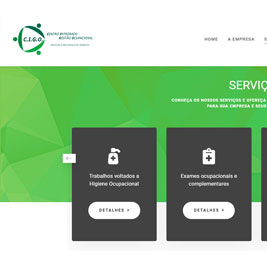 C.I.G.O.
CENTRO INTEGRADO
GESTÃO OCUPACIONAL
HOME A EMPRESA S
SERVIÇ
CONHEÇA OS NOSSOS SERVIÇOS E OFEREÇA
PARA SUA EMPRESA E SEUS
Trabalhos voltados a
Higiene Ocupacional
DETALHES >
Exames ocupacionais e
complementares
DETALHES >